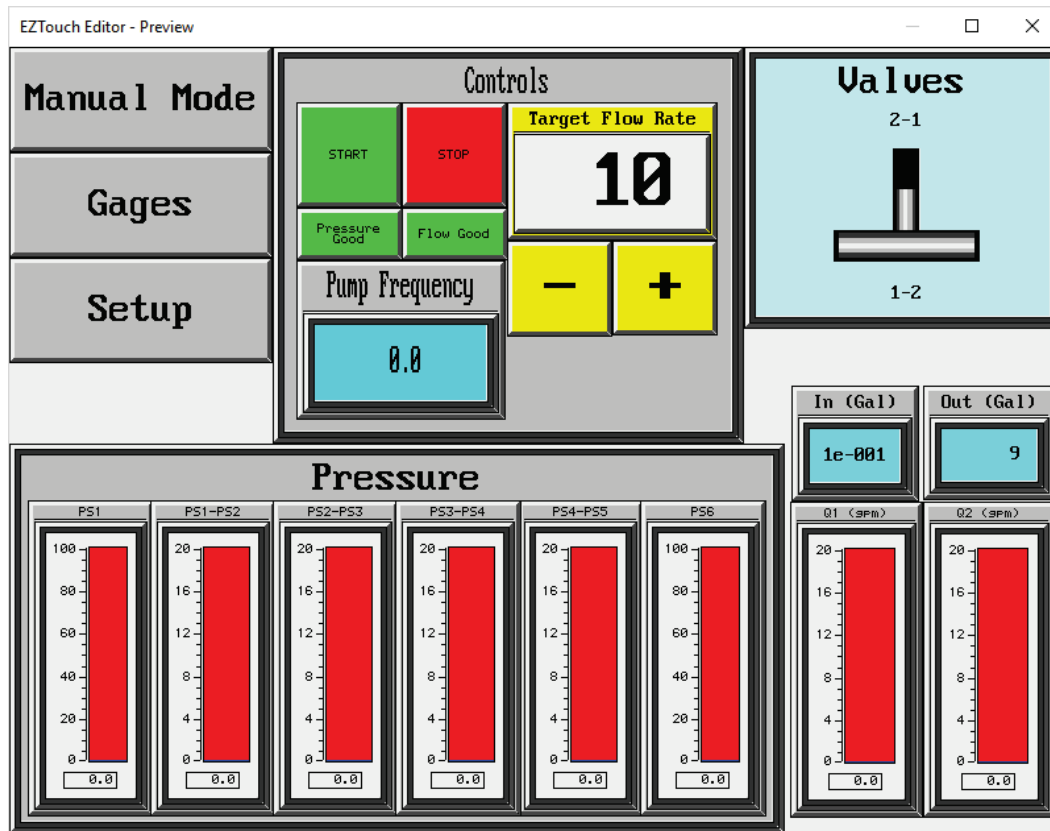 EZTouch Editor - Preview
Manual Mode
Gages
Setup
Controls
START
STOP
Target Flow Rate
10
Pressure
Good
Flow Good
-
+
Pump Frequency
0.0
Valves
2-1
1-2
In (Gal)
1e-001
Out (Gal)
9
Pressure
PS1
100
80
60
40
20
0
0.0
PS1-PS2
20
16
12
8
4
0
0.0
PS2-PS3
20
16
12
8
4
0
0.0
PS3-PS4
20
16
12
8
4
0
0.0
PS4-PS5
20
16
12
8
4
0
0.0
PS6
100
80
60
40
20
0
0.0
Q1 (gpm)
20
16
12
8
4
0
0.0
Q2 (gpm)
20
16
12
8
4
0
0.0